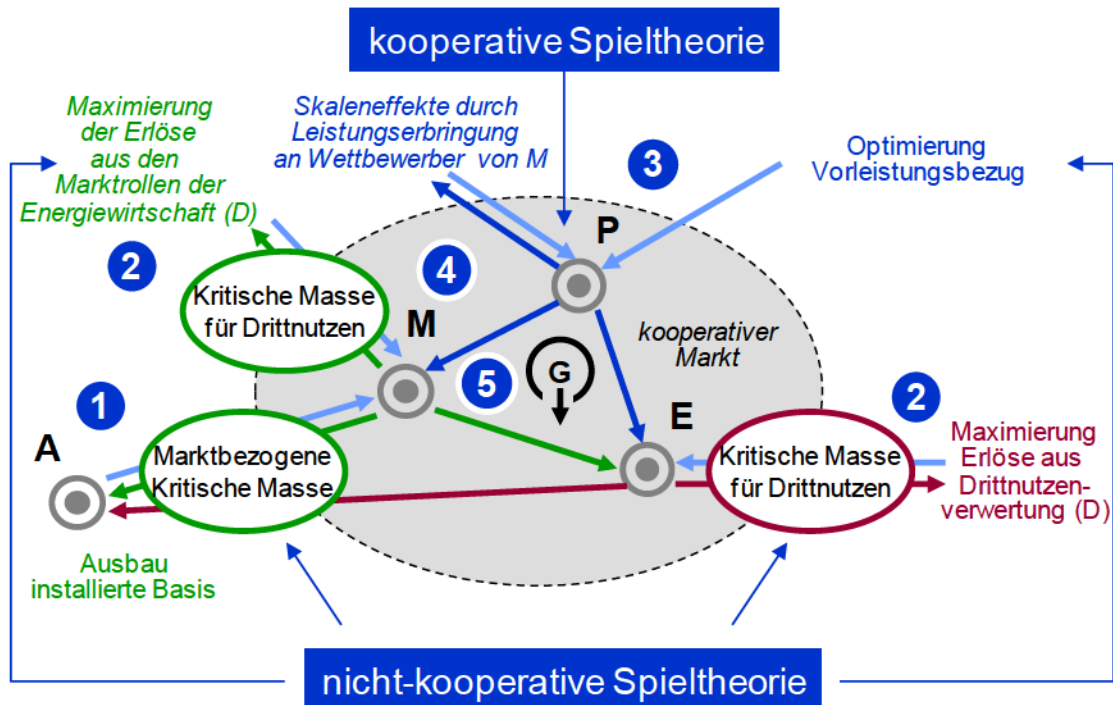 kooperative Spieltheorie
Maximierung
der Erlöse
aus den
Marktrollen der
Energiewirtschaft (D)
Skaleneffekte durch
Leistungserbringung
an Wettbewerber von M
3
Optimierung
Vorleistungsbezug
P
2
4
Kritische Masse
für Drittnutzen
M
kooperativer
Markt
5
G
1
A
Marktbezogene
Kritische Masse
E
2
Kritische Masse
für Drittnutzen
Maximierung
Erlöse aus
Drittnutzen-
verwertung (D)
Ausbau
installierte Basis
nicht-kooperative Spieltheorie